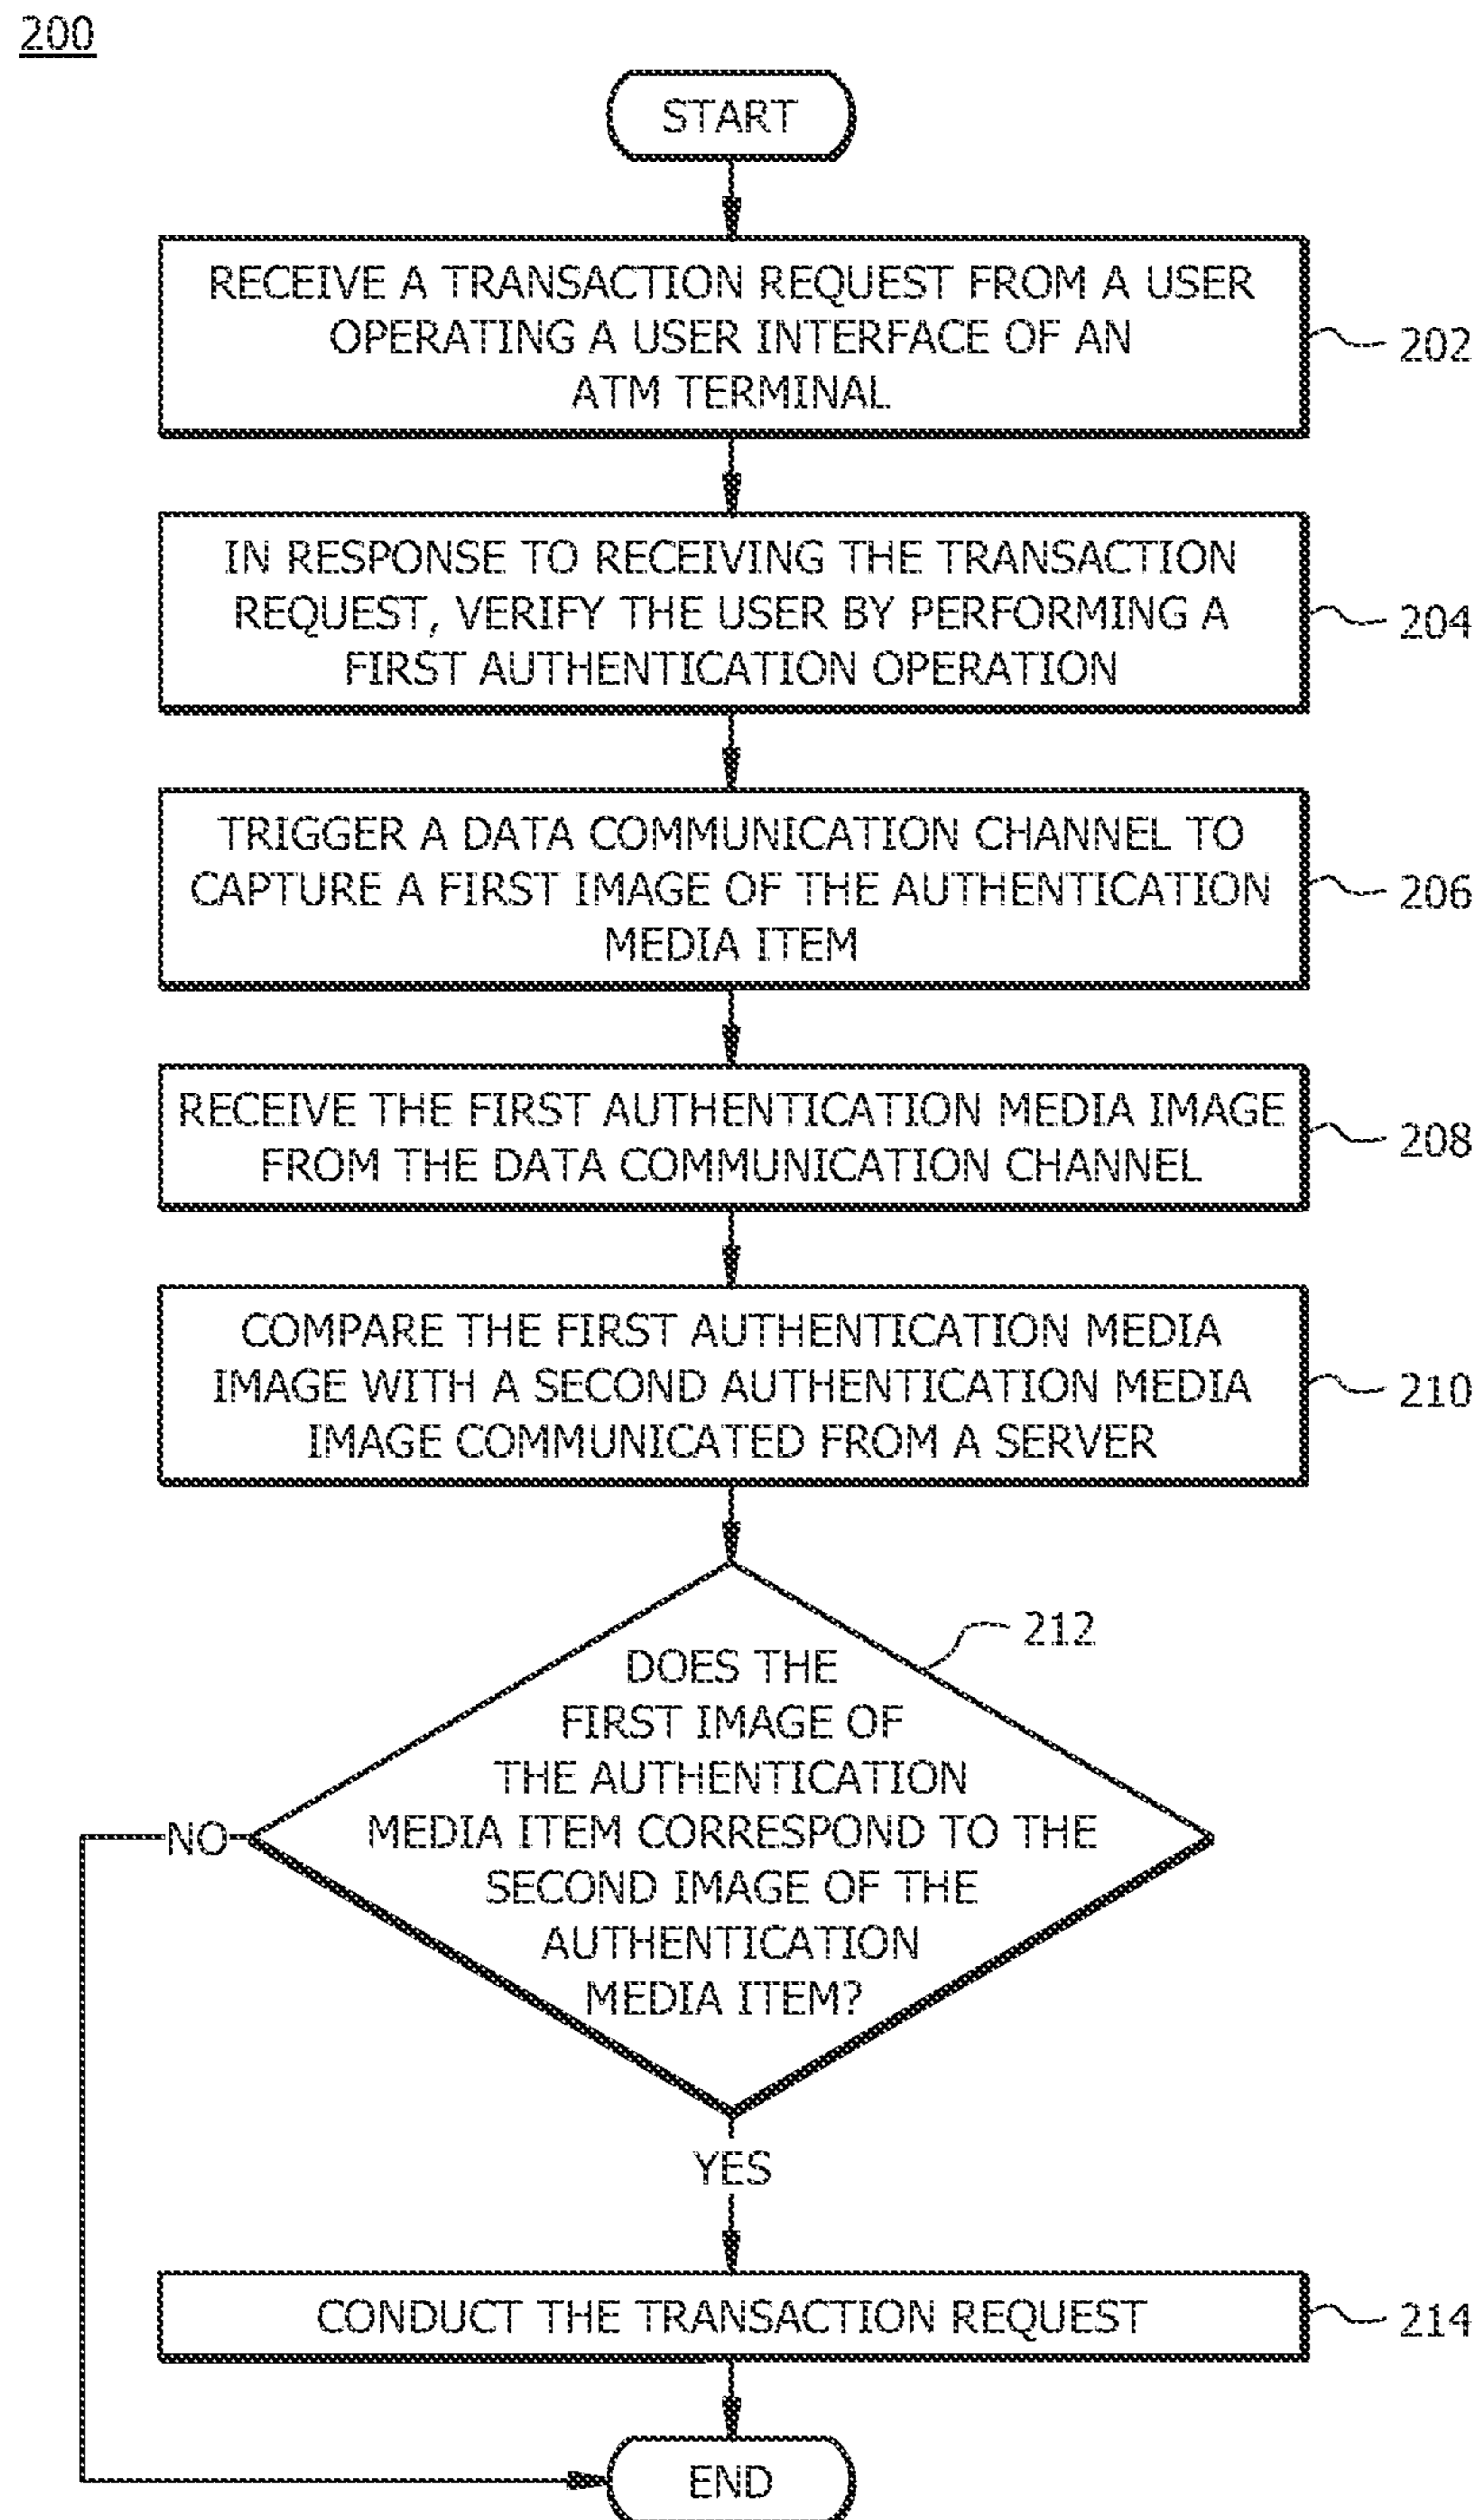 200
START
RECEIVE A TRANSACTION REQUEST FROM A USER
OPERATING A USER INTERFACE OF AN
ATM TERMINAL
202
IN RESPONSE TO RECEIVING THE TRANSACTION
REQUEST, VERIFY THE USER BY PERFORMING A
FIRST AUTHENTICATION OPERATION
204
TRIGGER A DATA COMMUNICATION CHANNEL TO
CAPTURE A FIRST IMAGE OF THE AUTHENTICATION
MEDIA ITEM
206
RECEIVE THE FIRST AUTHENTICATION MEDIA IMAGE
FROM THE DATA COMMUNICATION CHANNEL
208
COMPARE THE FIRST AUTHENTICATION MEDIA
IMAGE WITH A SECOND AUTHENTICATION MEDIA
IMAGE COMMUNICATED FROM A SERVER
210
212
DOES THE
FIRST IMAGE OF
THE AUTHENTICATION
MEDIA ITEM CORRESPOND TO THE
SECOND IMAGE OF THE
AUTHENTICATION
MEDIA ITEM?
NO
YES
CONDUCT THE TRANSACTION REQUEST
214
END